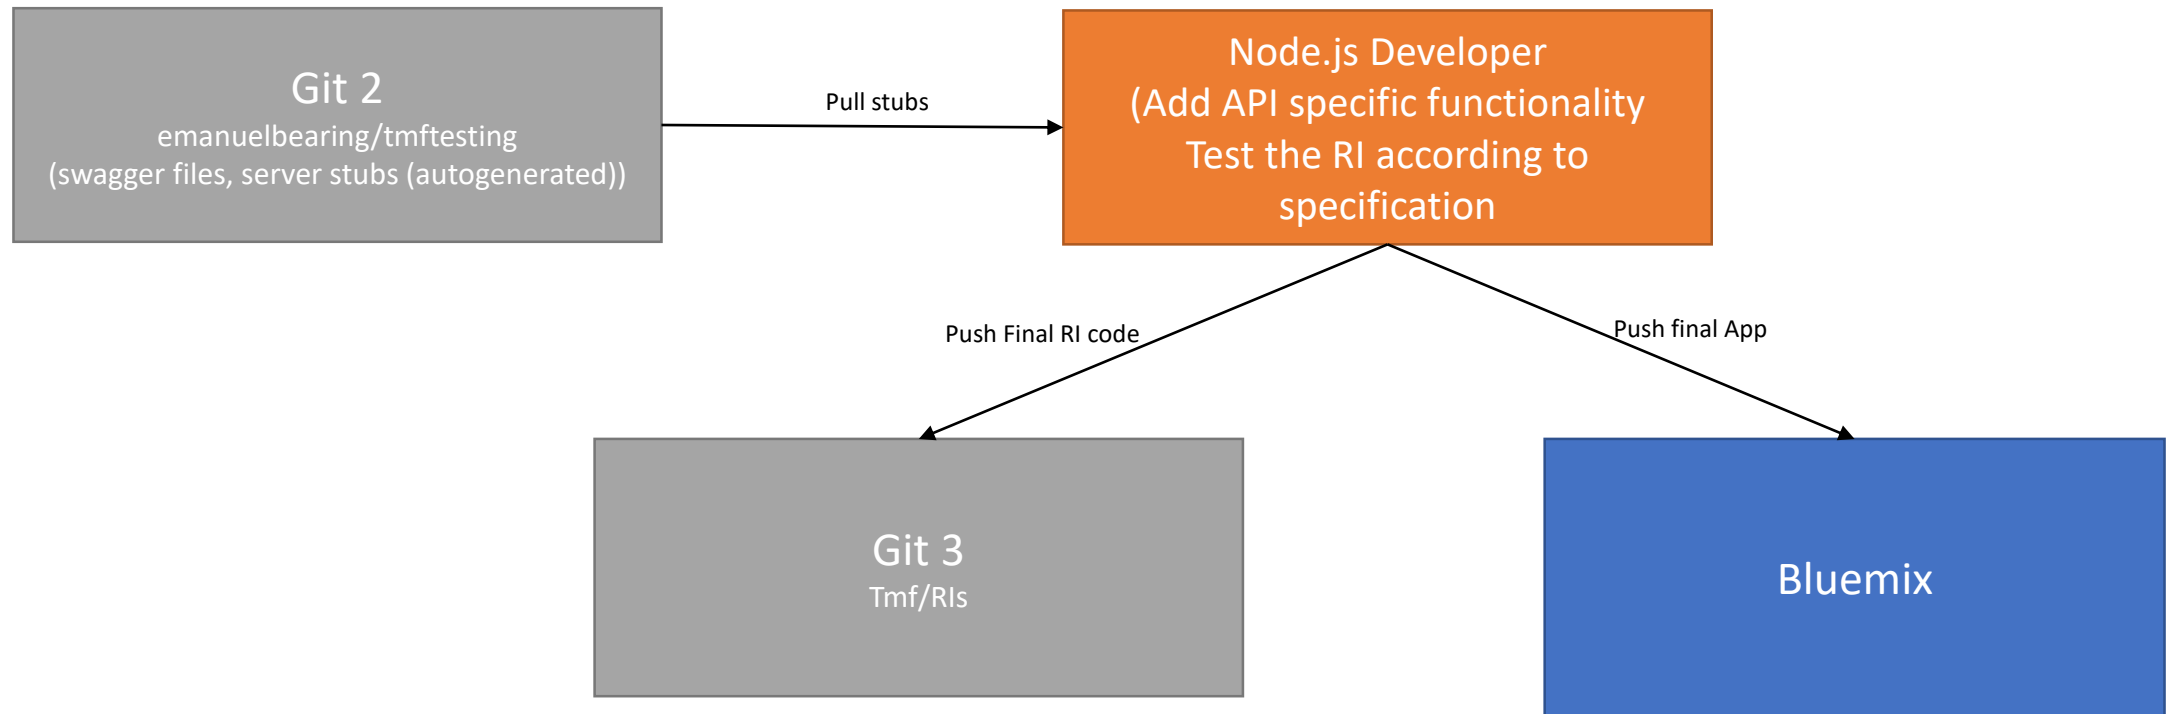 Git 2
emanuelbearing/tmftesting
(swagger files, server stubs (autogenerated))
Pull stubs
Node.js Developer
(Add API specific functionality
Test the RI according to
specification
Push Final RI code
Push final App
Git 3
Tmf/RIs
Bluemix